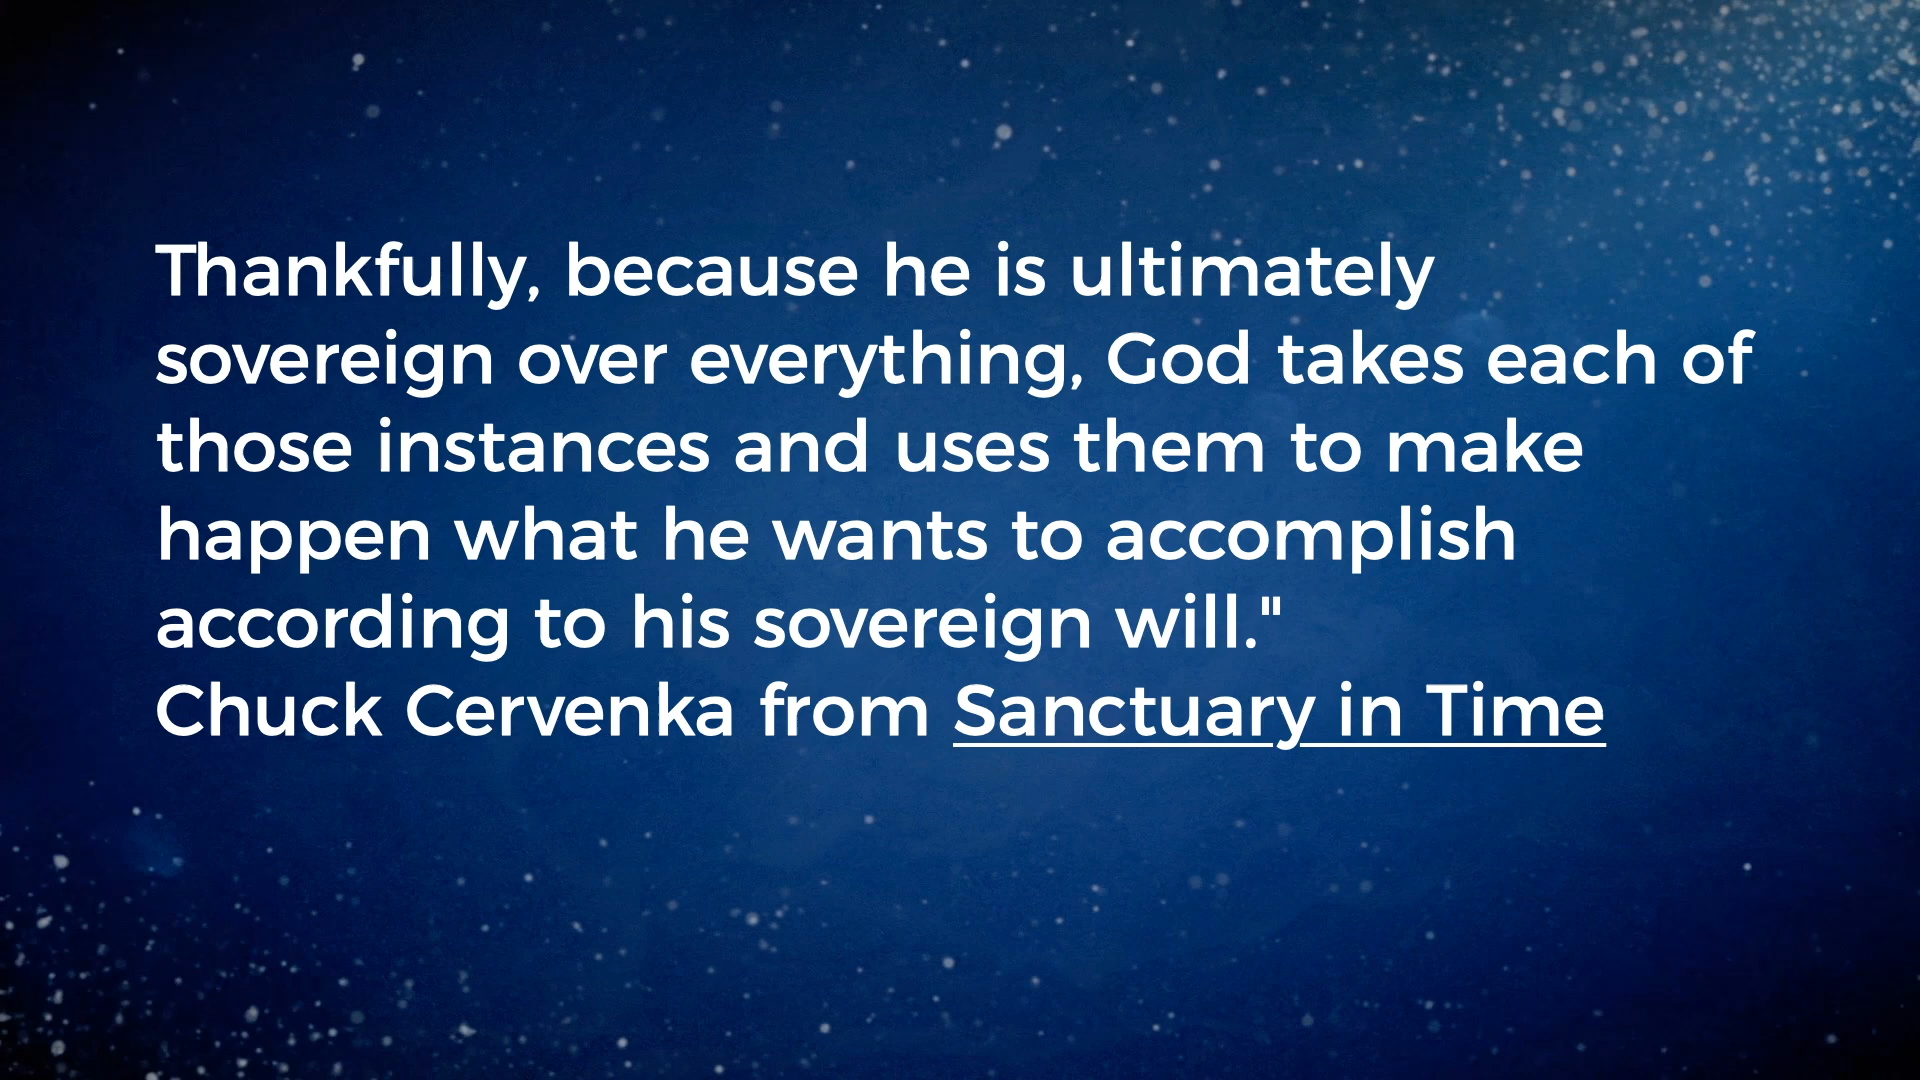 Thankfully, because he is ultimately
sovereign over everything, God takes each of
those instances and uses them to make
happen what he wants to accomplish
according to his sovereign will."
Chuck Cervenka from Sanctuary in Time